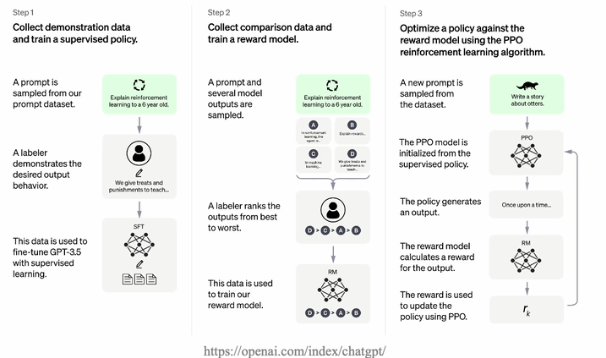 Step 1
Collect demonstration data
and train a supervised policy.
A prompt is
sampled from our
prompt dataset.
Explain reinforcement
learning to a 6 year old.
A labeler
demonstrates the
desired output
behavior.
We give treats and
punishments to teach...
SFT
This data is used to
fine-tune GPT-3.5
with supervised
learning.
Step 2
Collect comparison data and
train a reward model.
A prompt and
several model
outputs are
sampled.
Explain reinforcement
learning to a 6 year old.
A
In reinforcement
learning, the
agent is...
B
Explain rewards...
C
In machine
learning...
D
We give treats and
punishments to
teach...
A labeler ranks the
outputs from best
to worst.
D > C > A > B
This data is used
to train our
reward model.
RM
D > C > A > B
Step 3
Optimize a policy against the
reward model using the PPO
reinforcement learning algorithm.
A new prompt is
sampled from
the dataset.
Write a story
about otters.
The PPO model is
initialized from the
supervised policy.
PPO
The policy generates
an output.
Once upon a time...
The reward model
calculates a reward
for the output.
RM
The reward is used
to update the
policy using PPO.
rk
https://openai.com/index/chatgpt/